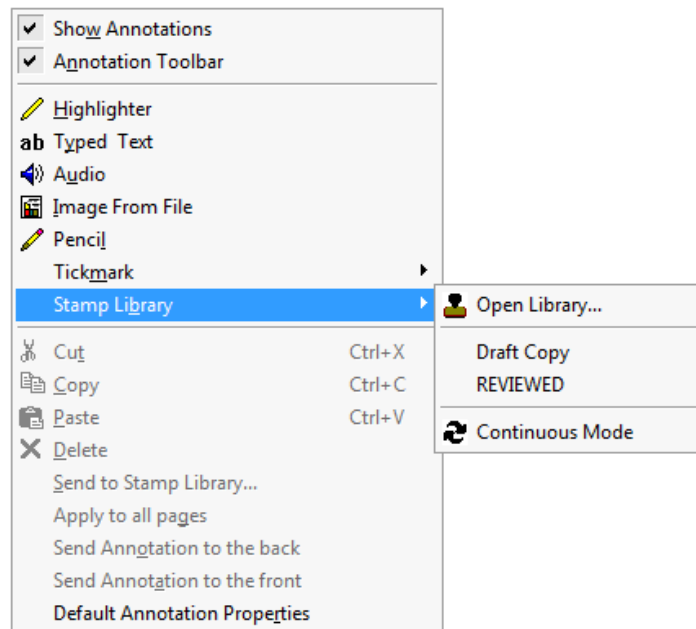 Show Annotations
Annotation Toolbar
Highlighter
ab Typed Text
Audio
Image From File
Pencil
Tickmark
Stamp Library
Open Library...
Draft Copy
REVIEWED
Continuous Mode
Cut Ctrl+X
Copy Ctrl+C
Paste Ctrl+V
Delete
Send to Stamp Library...
Apply to all pages
Send Annotation to the back
Send Annotation to the front
Default Annotation Properties